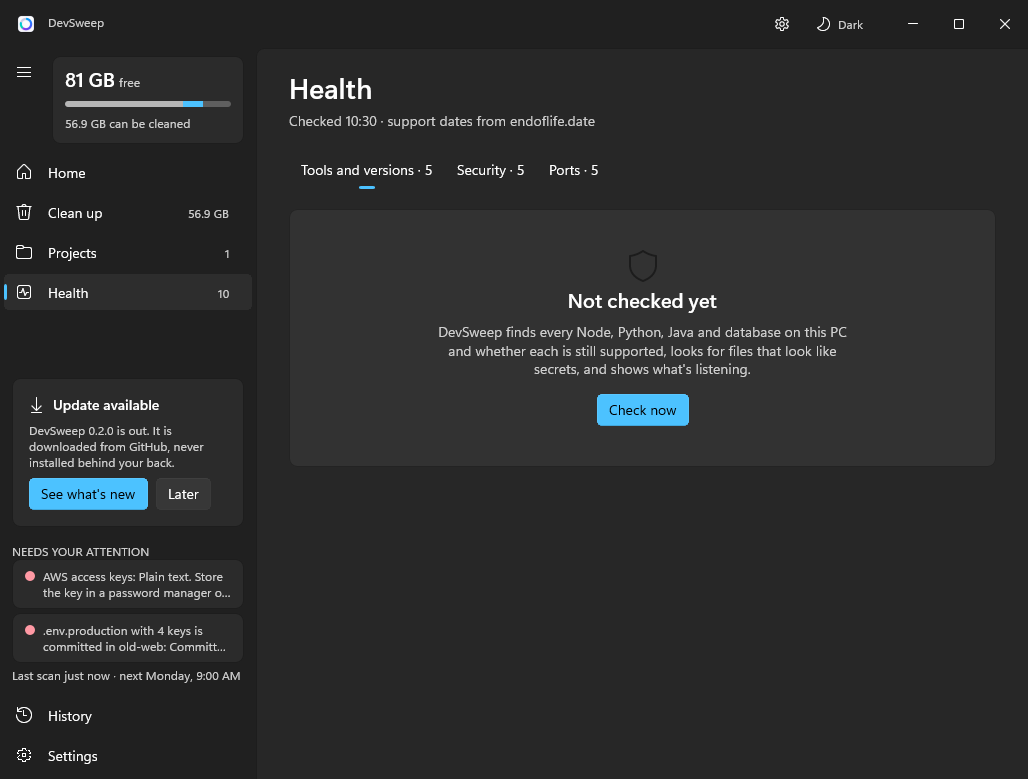 DevSweep
Dark
81 GB free
56.9 GB can be cleaned
Home
Clean up 56.9 GB
Projects 1
Health 10
Update available
DevSweep 0.2.0 is out. It is
downloaded from GitHub, never
installed behind your back.
See what's new Later
NEEDS YOUR ATTENTION
AWS access keys: Plain text. Store
the key in a password manager o...
.env.production with 4 keys is
committed in old-web: Committ...
Last scan just now · next Monday, 9:00 AM
History
Settings
Health
Checked 10:30 · support dates from endoflife.date
Tools and versions · 5 Security · 5 Ports · 5
Not checked yet
DevSweep finds every Node, Python, Java and database on this PC
and whether each is still supported, looks for files that look like
secrets, and shows what's listening.
Check now